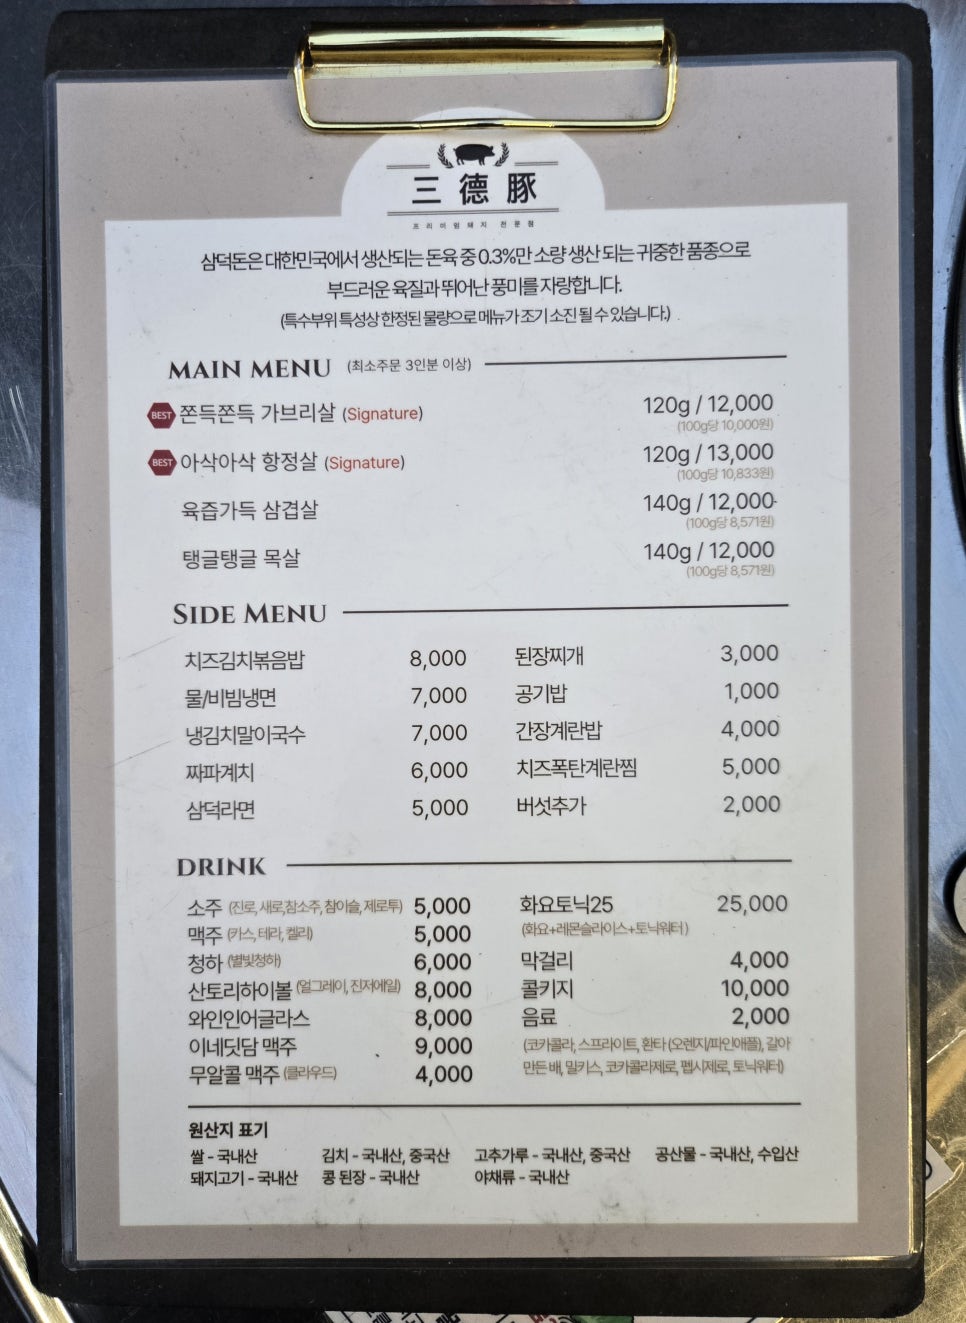 三德豚
프리미엄돼지 전문점
삼덕돈은 대한민국에서 생산되는 돈육 중 0.3%만 소량 생산 되는 귀중한 품종으로
부드러운 육질과 뛰어난 풍미를 자랑합니다.
(특수부위 특성상 한정된 물량으로 메뉴가 조기 소진 될 수 있습니다.)
MAIN MENU (최소주문 3인분 이상)
BEST 쫀득쫀득 가브리살 (Signature) 120g / 12,000
(100g당 10,000원)
BEST 아삭아삭 항정살 (Signature) 120g / 13,000
(100g당 10,833원)
육즙가득 삼겹살 140g / 12,000
(100g당 8,571원)
탱글탱글 목살 140g / 12,000
(100g당 8,571원)
SIDE MENU
치즈김치볶음밥 8,000 된장찌개 3,000
물/비빔냉면 7,000 공기밥 1,000
냉김치말이국수 7,000 간장계란밥 4,000
짜파게치 6,000 치즈폭탄계란찜 5,000
삼덕라면 5,000 버섯추가 2,000
DRINK
소주 (진로, 새로,참소주, 참이슬, 제로투) 5,000 화요토닉25 25,000
맥주 (카스, 테라, 켈리) 5,000 (화요+레몬슬라이스+토닉워터)
청하 (별빛청하) 6,000 막걸리 4,000
산토리하이볼 (얼그레이, 진저에일) 8,000 콜키지 10,000
와인인어글라스 8,000 음료 2,000
이네딧담 맥주 9,000 (코카콜라, 스프라이트, 환타 (오렌지/파인애플), 갈아
무알콜 맥주 (클라우드) 4,000 만든 배, 밀키스, 코카콜라제로, 펩시제로, 토닉워터)
원산지 표기
쌀 - 국내산 김치 - 국내산, 중국산 고추가루 - 국내산, 중국산 공산물 - 국내산, 수입산
돼지고기 - 국내산 콩 된장 - 국내산 야채류 - 국내산